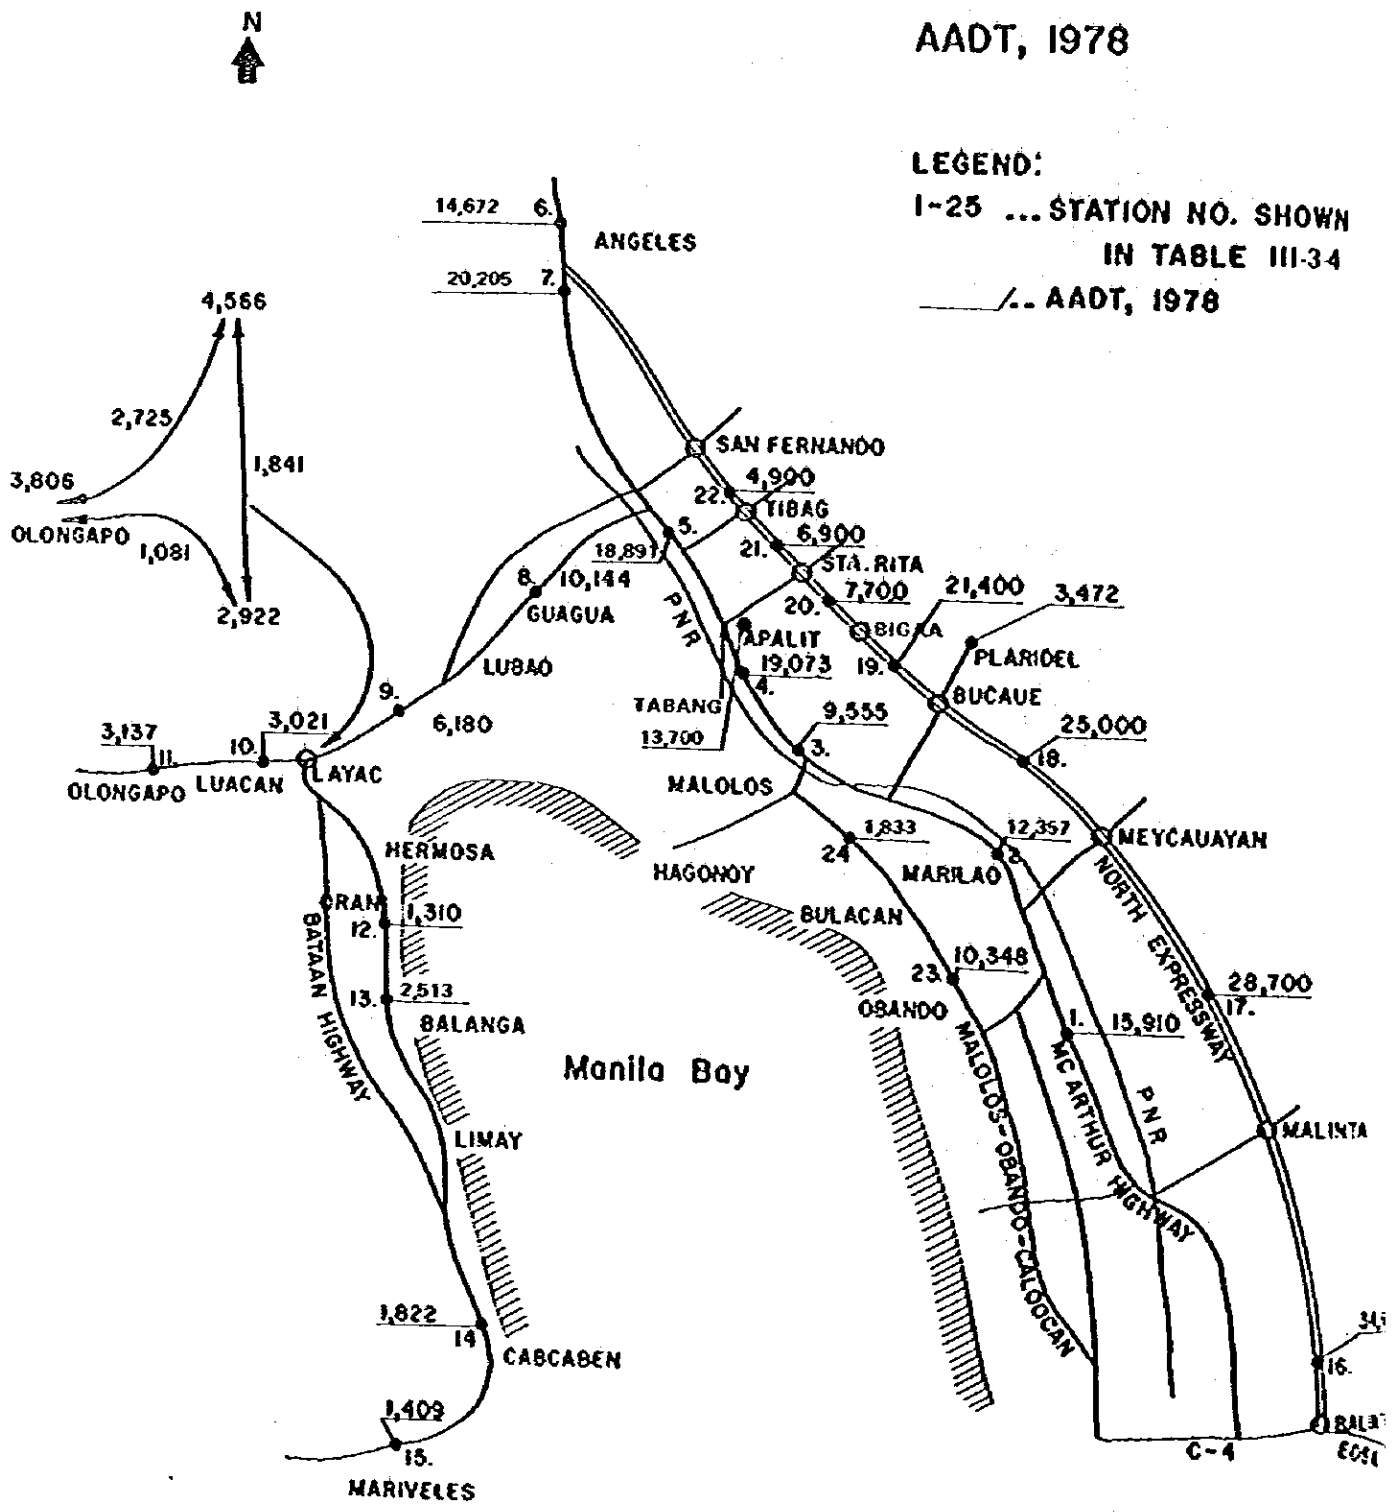 N
AADT, 1978
LEGEND:
1-25 ... STATION NO. SHOWN
IN TABLE III-34
/.. AADT, 1978
14,672 6.
ANGELES
20,205 7.
4,566
2,725
1,841
3,806
OLONGAPO
1,081
2,922
SAN FERNANDO
22. 4,900
TIBAG
5.
18,891
21. 6,900
STA. RITA
8. 10,144
GUAGUA
PNR
20. 7,700
21,400
3,472
BIGAA
APALIT
19.
PLARIDEL
LUBAO
19,073
4.
BUCAUE
9.
6,180
TABANG
13,700
9,555
3.
25,000
18.
3,137
11.
3,021
10.
OLONGAPO
LUACAN
LAYAC
MALOLOS
HERMOSA
1,833
24
12,357
2.
MEYCAUAYAN
HAGONOY
MARILAO
ORANI
12. 1,310
BULACAN
NORTH EXPRESSWAY
BATAAN HIGHWAY
13. 2,513
BALANGA
23. 10,348
OBANDO
28,700
17.
1. 15,910
Manila Bay
MALOLOS-OBANDO-CALOOCAN
MC ARTHUR HIGHWAY
PNR
LIMAY
MALINTA
1,822
14
CABCABEN
16.
1,409
15.
MARIVELES
C-4